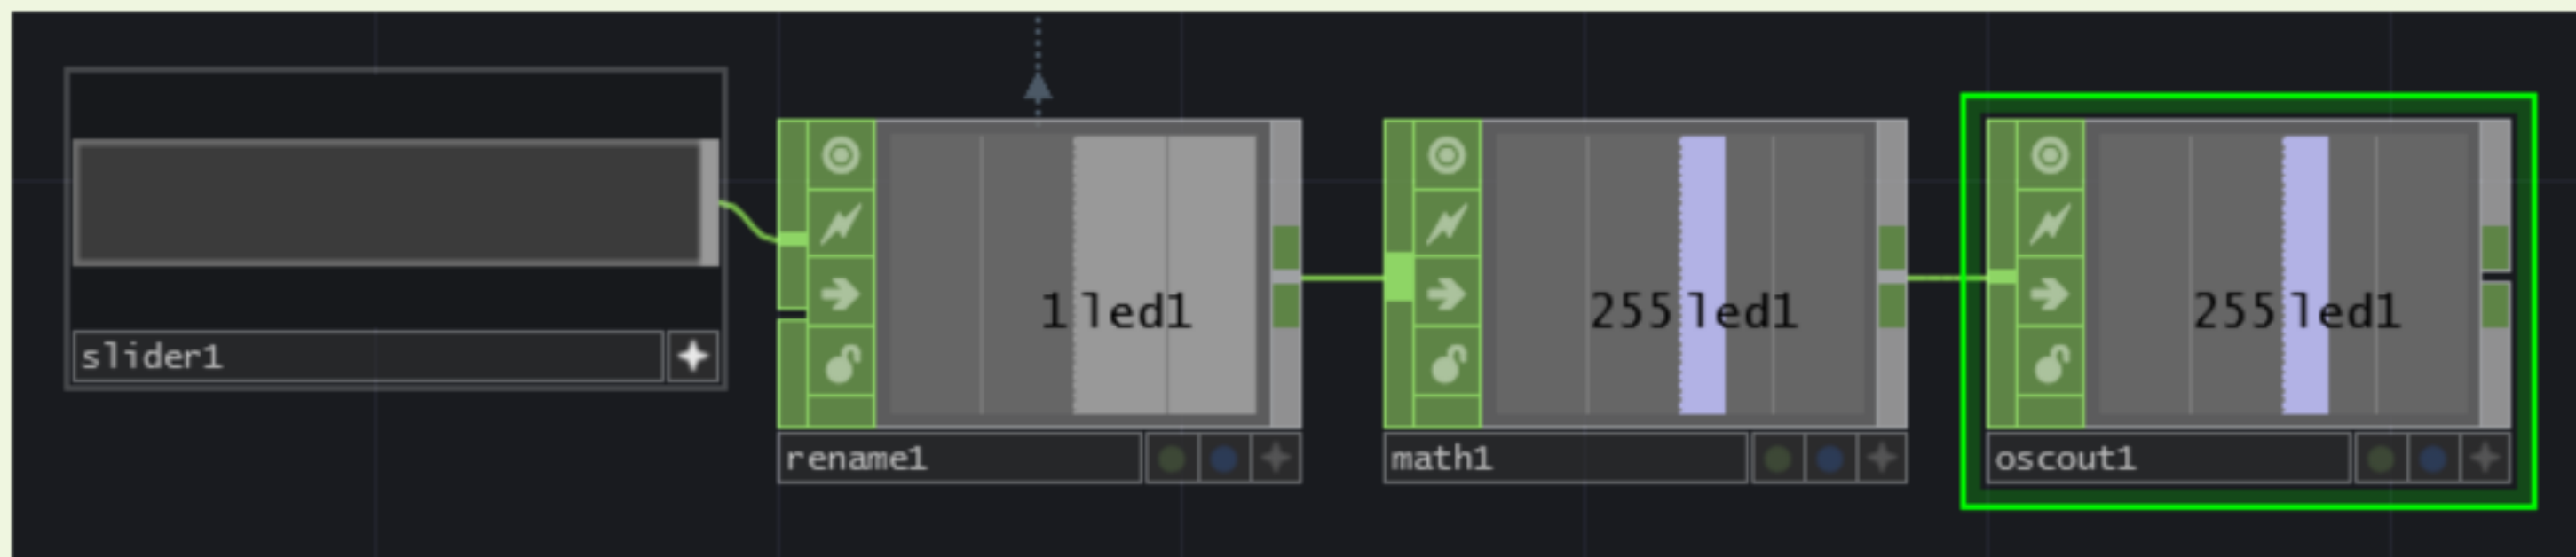 1 led1
255 led1
255 led1
slider1
rename1
math1
oscout1